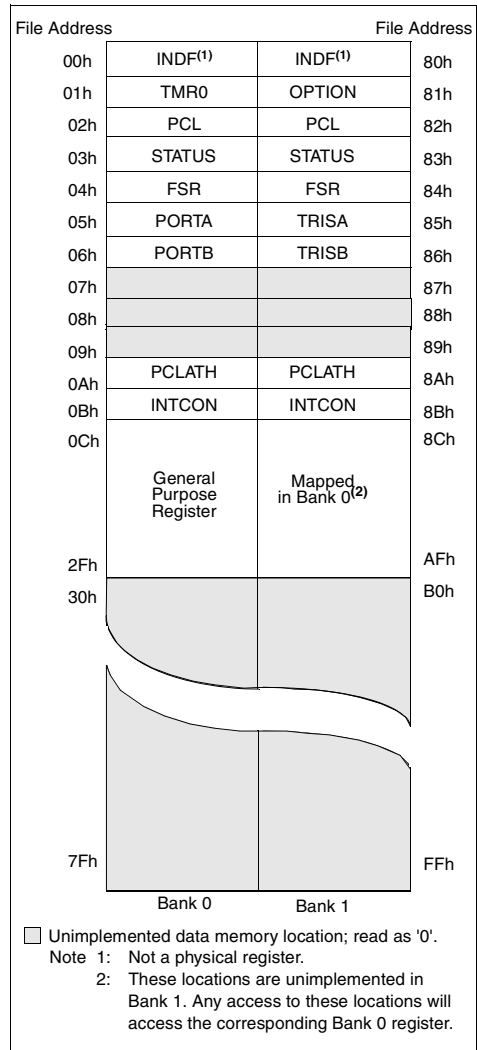 File Address File Address
00h INDF(1) INDF(1) 80h
01h TMR0 OPTION 81h
02h PCL PCL 82h
03h STATUS STATUS 83h
04h FSR FSR 84h
05h PORTA TRISA 85h
06h PORTB TRISB 86h
07h 87h
08h 88h
09h 89h
0Ah PCLATH PCLATH 8Ah
0Bh INTCON INTCON 8Bh
0Ch 8Ch
General Mapped
Purpose in Bank 0(2)
Register
2Fh AFh
30h B0h
7Fh FFh
Bank 0 Bank 1
Unimplemented data memory location; read as '0'.
Note 1: Not a physical register.
2: These locations are unimplemented in
Bank 1. Any access to these locations will
access the corresponding Bank 0 register.